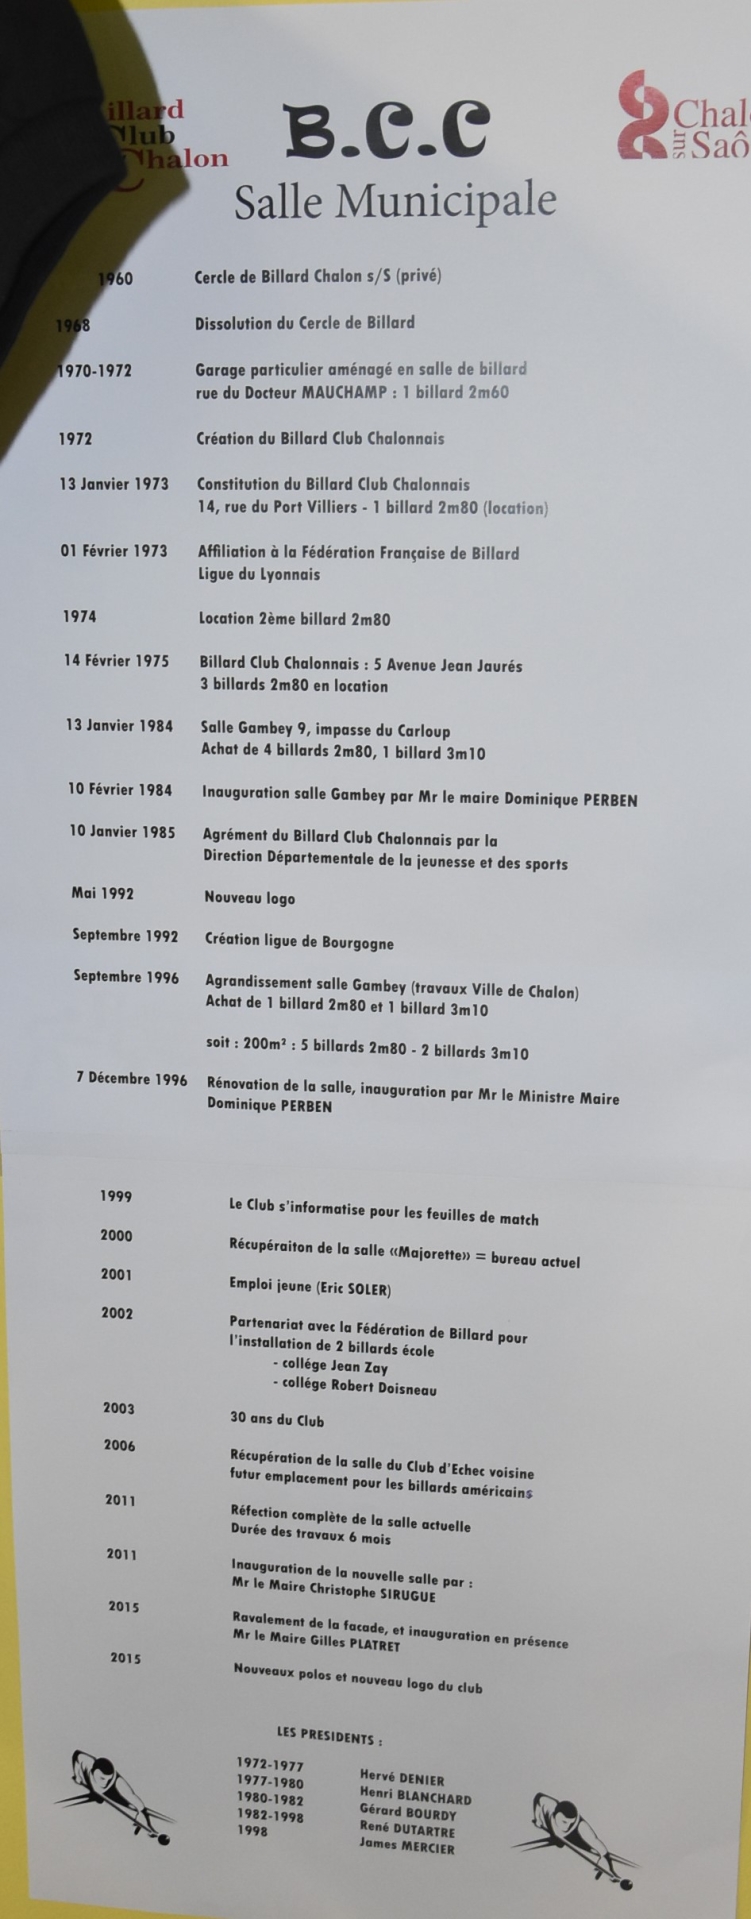 illard
Club
Chalon
B.C.C
Salle Municipale
Chal
sur
Saô
1960 Cercle de Billard Chalon s/S (privé)
1968 Dissolution du Cercle de Billard
1970-1972 Garage particulier aménagé en salle de billard
rue du Docteur MAUCHAMP : 1 billard 2m60
1972 Création du Billard Club Chalonnais
13 Janvier 1973 Constitution du Billard Club Chalonnais
14, rue du Port Villiers - 1 billard 2m80 (location)
01 Février 1973 Affiliation à la Fédération Française de Billard
Ligue du Lyonnais
1974 Location 2ème billard 2m80
14 Février 1975 Billard Club Chalonnais : 5 Avenue Jean Jaurés
3 billards 2m80 en location
13 Janvier 1984 Salle Gambey 9, impasse du Carloup
Achat de 4 billards 2m80, 1 billard 3m10
10 Février 1984 Inauguration salle Gambey par Mr le maire Dominique PERBEN
10 Janvier 1985 Agrément du Billard Club Chalonnais par la
Direction Départementale de la jeunesse et des sports
Mai 1992 Nouveau logo
Septembre 1992 Création ligue de Bourgogne
Septembre 1996 Agrandissement salle Gambey (travaux Ville de Chalon)
Achat de 1 billard 2m80 et 1 billard 3m10
soit : 200m² : 5 billards 2m80 - 2 billards 3m10
7 Décembre 1996 Rénovation de la salle, inauguration par Mr le Ministre Maire
Dominique PERBEN
1999 Le Club s'informatise pour les feuilles de match
2000 Récupéraiton de la salle «Majorette» = bureau actuel
2001 Emploi jeune (Eric SOLER)
2002 Partenariat avec la Fédération de Billard pour
l'installation de 2 billards école
- collége Jean Zay
- collége Robert Doisneau
2003 30 ans du Club
2006 Récupération de la salle du Club d'Echec voisine
futur emplacement pour les billards américains
2011 Réfection complète de la salle actuelle
Durée des travaux 6 mois
2011 Inauguration de la nouvelle salle par :
Mr le Maire Christophe SIRUGUE
2015 Ravalement de la facade, et inauguration en présence
Mr le Maire Gilles PLATRET
2015 Nouveaux polos et nouveau logo du club
LES PRESIDENTS :
1972-1977 Hervé DENIER
1977-1980 Henri BLANCHARD
1980-1982 Gérard BOURDY
1982-1998 René DUTARTRE
1998 James MERCIER